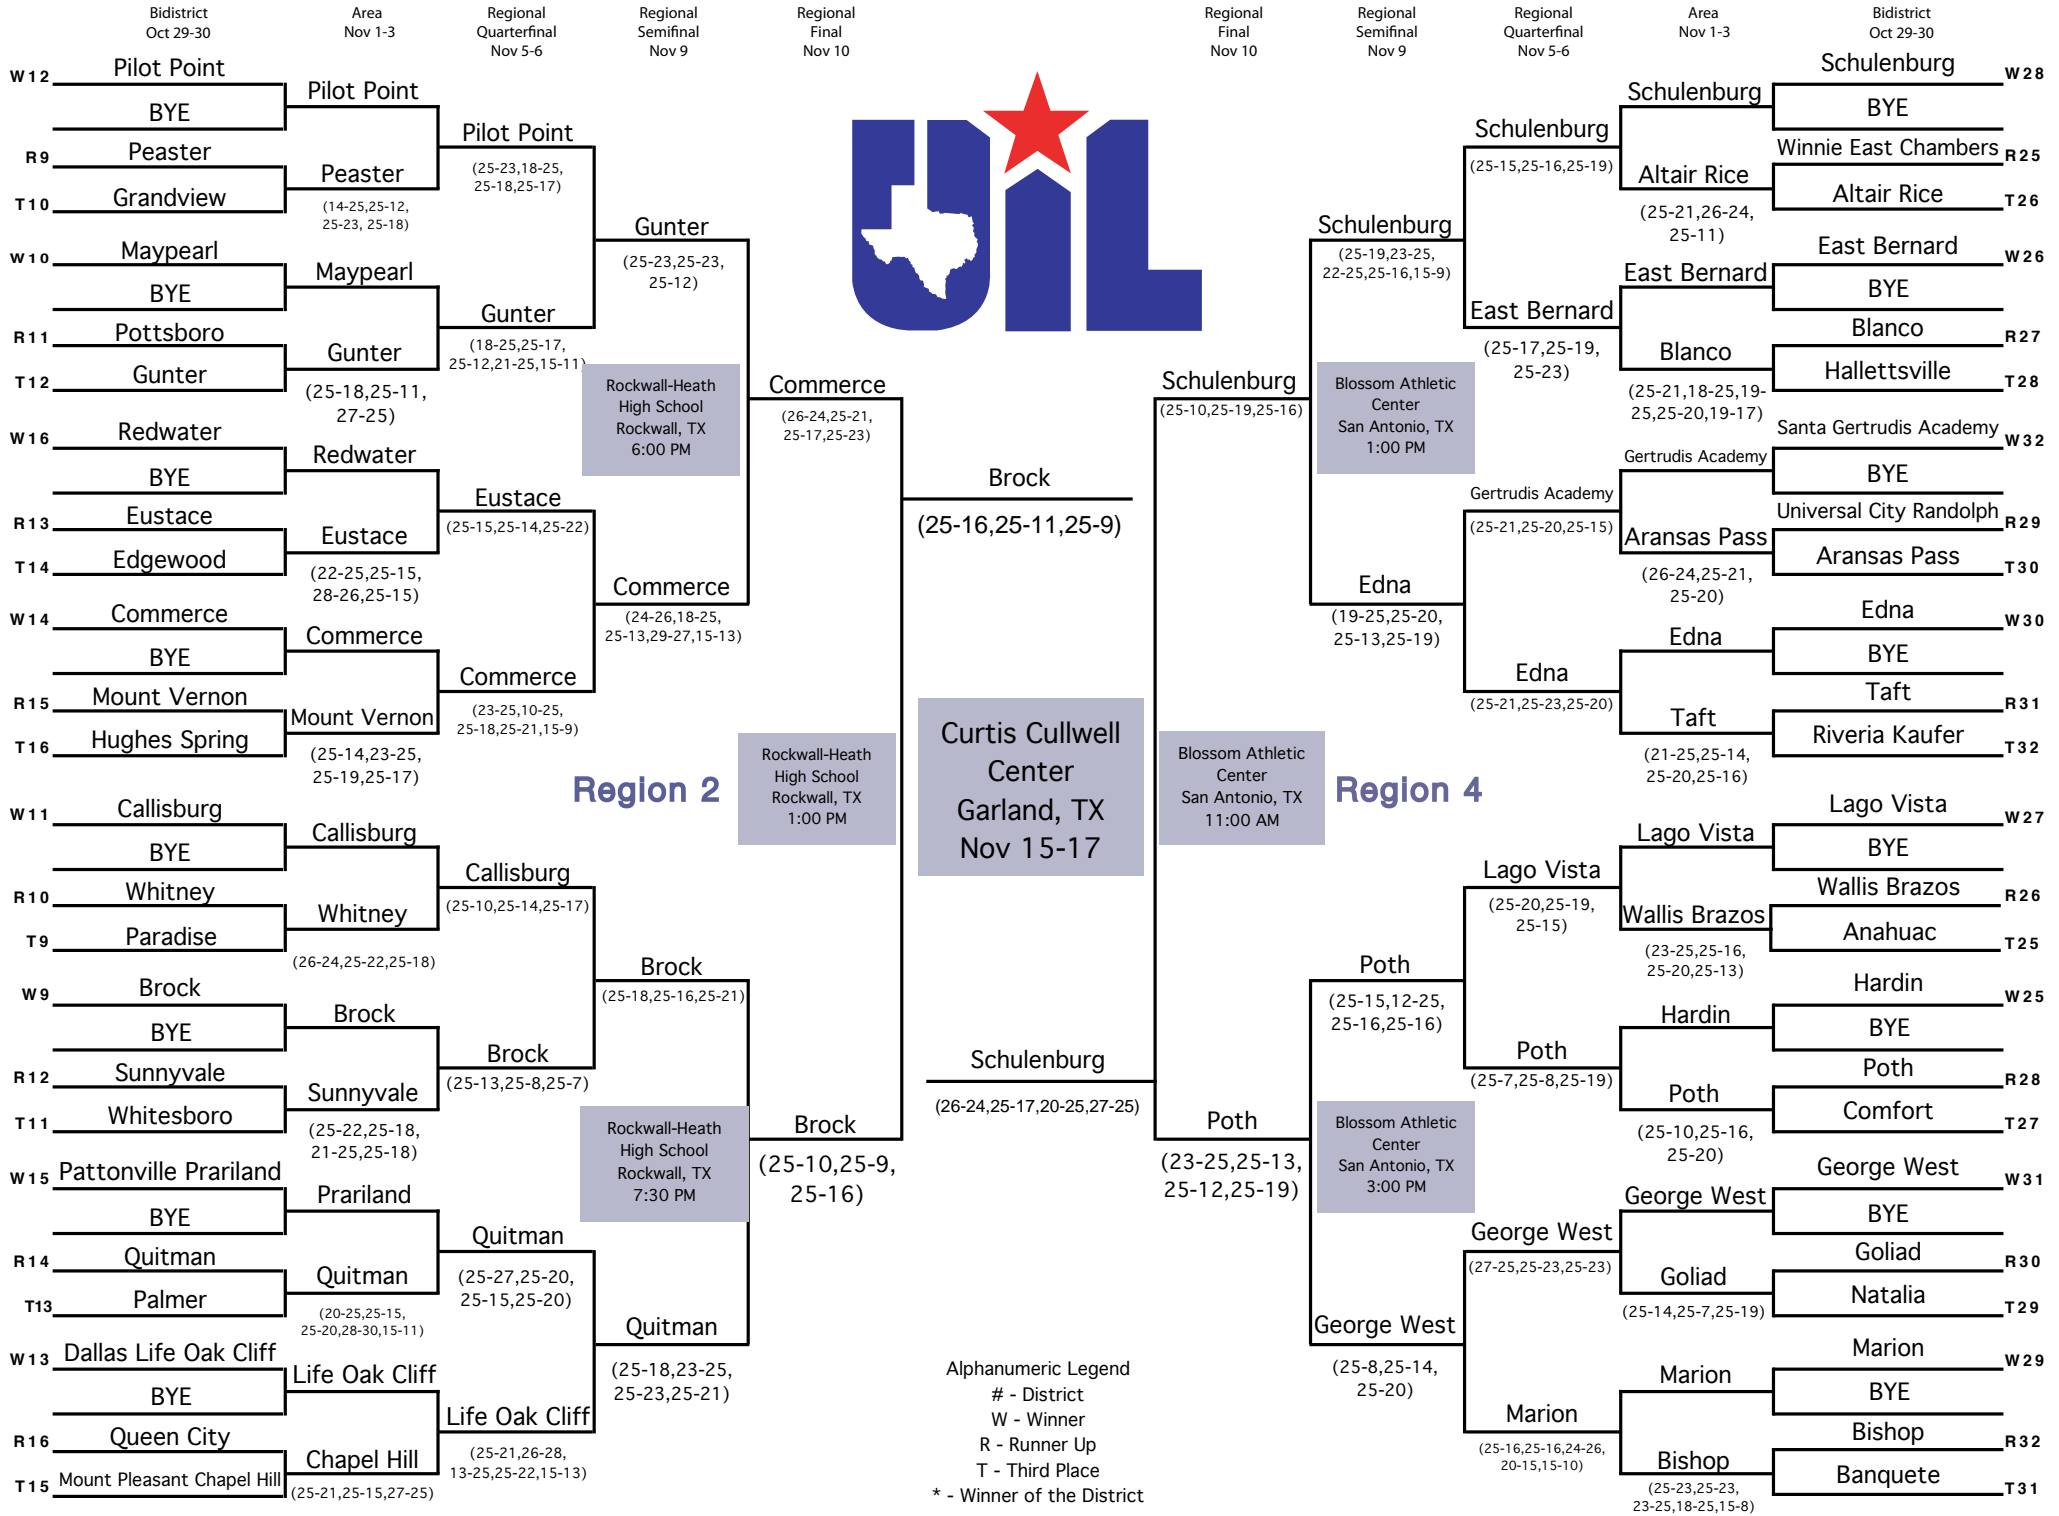 Bidistrict
Oct 29-30
Area
Nov 1-3
Regional
Quarterfinal
Nov 5-6
Regional
Semifinal
Nov 9
Regional
Final
Nov 10
Regional
Final
Nov 10
Regional
Semifinal
Nov 9
Regional
Quarterfinal
Nov 5-6
Area
Nov 1-3
Bidistrict
Oct 29-30
W12 Pilot Point
BYE
R9 Peaster
T10 Grandview
W10 Maypearl
BYE
R11 Pottsboro
T12 Gunter
W16 Redwater
BYE
R13 Eustace
T14 Edgewood
W14 Commerce
BYE
R15 Mount Vernon
T16 Hughes Spring
W11 Callisburg
BYE
R10 Whitney
T9 Paradise
W9 Brock
BYE
R12 Sunnyvale
T11 Whitesboro
W15 Pattonville Prariland
BYE
R14 Quitman
T13 Palmer
W13 Dallas Life Oak Cliff
BYE
R16 Queen City
T15 Mount Pleasant Chapel Hill
Pilot Point
Peaster
(14-25,25-12,
25-23, 25-18)
Maypearl
Gunter
(25-18,25-11,
27-25)
Redwater
Eustace
(22-25,25-15,
28-26,25-15)
Commerce
Mount Vernon
(25-14,23-25,
25-19,25-17)
Callisburg
Whitney
(26-24,25-22,25-18)
Brock
Sunnyvale
(25-22,25-18,
21-25,25-18)
Prariland
Quitman
(20-25,25-15,
25-20,28-30,15-11)
Life Oak Cliff
Chapel Hill
(25-21,25-15,27-25)
Pilot Point
(25-23,18-25,
25-18,25-17)
Gunter
(18-25,25-17,
25-12,21-25,15-11)
Eustace
(25-15,25-14,25-22)
Commerce
(23-25,10-25,
25-18,25-21,15-9)
Callisburg
(25-10,25-14,25-17)
Brock
(25-13,25-8,25-7)
Quitman
(25-27,25-20,
25-15,25-20)
Life Oak Cliff
(25-21,26-28,
13-25,25-22,15-13)
Gunter
(25-23,25-23,
25-12)
Rockwall-Heath
High School
Rockwall, TX
6:00 PM
Commerce
(24-26,18-25,
25-13,29-27,15-13)
Region 2
Brock
(25-18,25-16,25-21)
Rockwall-Heath
High School
Rockwall, TX
7:30 PM
Quitman
(25-18,23-25,
25-23,25-21)
Commerce
(26-24,25-21,
25-17,25-23)
Rockwall-Heath
High School
Rockwall, TX
1:00 PM
Brock
(25-10,25-9,
25-16)
UIL
Brock
(25-16,25-11,25-9)
Curtis Cullwell
Center
Garland, TX
Nov 15-17
Schulenburg
(26-24,25-17,20-25,27-25)
Alphanumeric Legend
# - District
W - Winner
R - Runner Up
T - Third Place
* - Winner of the District
Schulenburg
(25-10,25-19,25-16)
Blossom Athletic
Center
San Antonio, TX
11:00 AM
Poth
(23-25,25-13,
25-12,25-19)
Schulenburg
(25-19,23-25,
22-25,25-16,15-9)
Blossom Athletic
Center
San Antonio, TX
1:00 PM
Edna
(19-25,25-20,
25-13,25-19)
Region 4
Poth
(25-15,12-25,
25-16,25-16)
Blossom Athletic
Center
San Antonio, TX
3:00 PM
George West
(25-8,25-14,
25-20)
Schulenburg
(25-15,25-16,25-19)
East Bernard
(25-17,25-19,
25-23)
Gertrudis Academy
(25-21,25-20,25-15)
Edna
(25-21,25-23,25-20)
Lago Vista
(25-20,25-19,
25-15)
Poth
(25-7,25-8,25-19)
George West
(27-25,25-23,25-23)
Marion
(25-16,25-16,24-26,
20-15,15-10)
Schulenburg
Altair Rice
(25-21,26-24,
25-11)
East Bernard
Blanco
(25-21,18-25,19-
25,25-20,19-17)
Gertrudis Academy
Aransas Pass
(26-24,25-21,
25-20)
Edna
Taft
(21-25,25-14,
25-20,25-16)
Lago Vista
Wallis Brazos
(23-25,25-16,
25-20,25-13)
Hardin
Poth
(25-10,25-16,
25-20)
George West
Goliad
(25-14,25-7,25-19)
Marion
Bishop
(25-23,25-23,
23-25,18-25,15-8)
Schulenburg W28
BYE
Winnie East Chambers R25
Altair Rice T26
East Bernard W26
BYE
Blanco R27
Hallettsville T28
Santa Gertrudis Academy W32
BYE
Universal City Randolph R29
Aransas Pass T30
Edna W30
BYE
Taft R31
Riveria Kaufer T32
Lago Vista W27
BYE
Wallis Brazos R26
Anahuac T25
Hardin W25
BYE
Poth R28
Comfort T27
George West W31
BYE
Goliad R30
Natalia T29
Marion W29
BYE
Bishop R32
Banquete T31